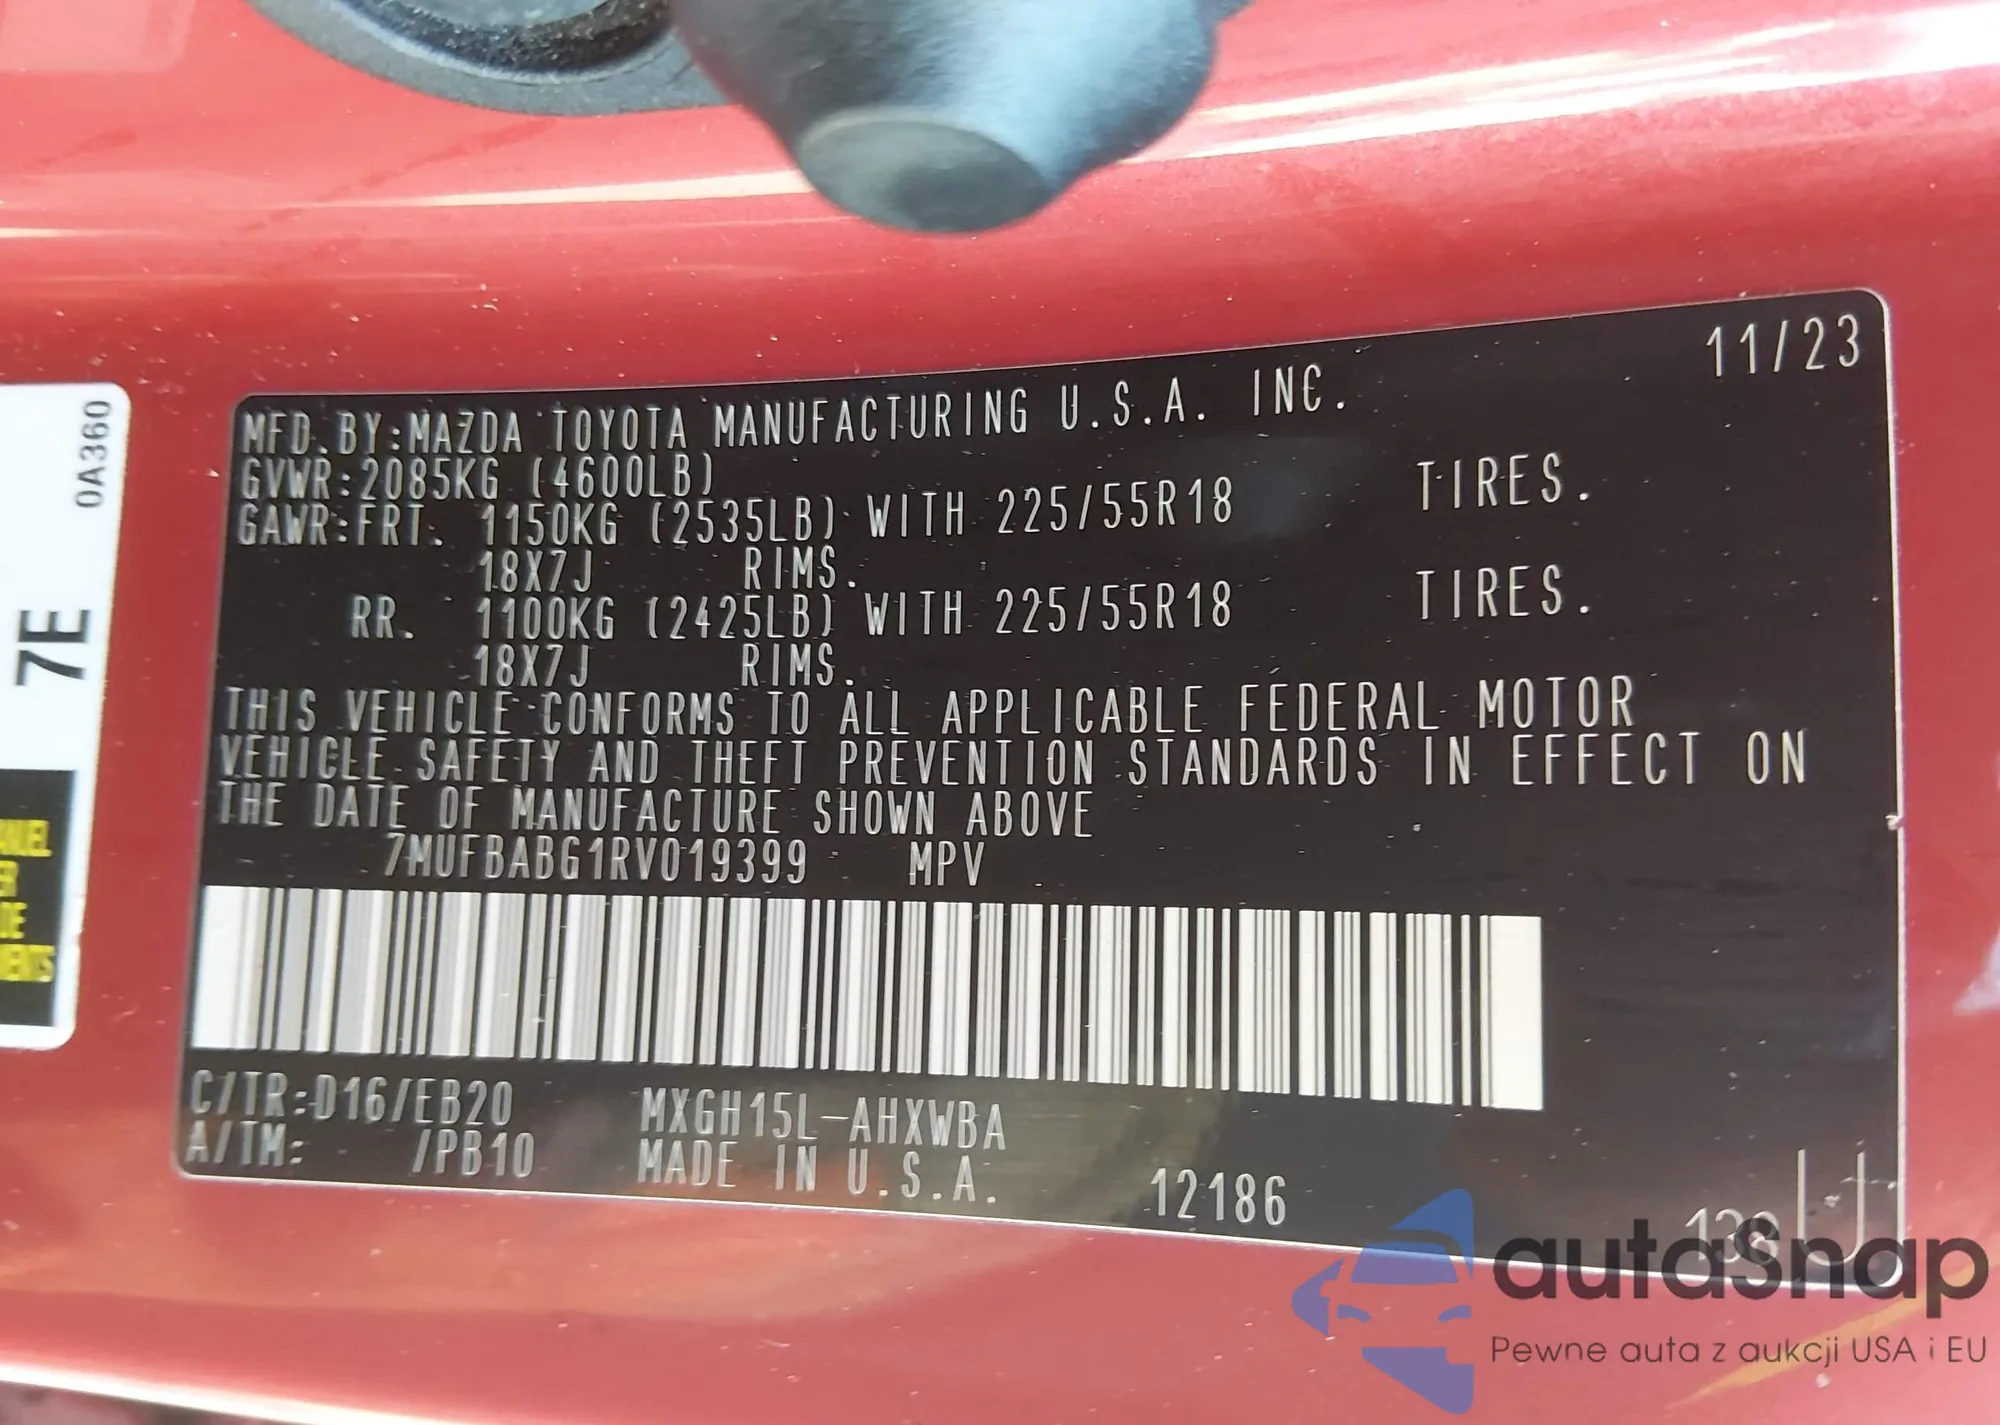 11/23
MFD.BY:MAZDA TOYOTA MANUFACTURING U.S.A. INC.
GVWR:2085KG (4600LB)
GAWR:FRT. 1150KG (2535LB) WITH 225/55R18 TIRES.
18X7J RIMS.
RR. 1100KG (2425LB) WITH 225/55R18 TIRES.
18X7J RIMS.
THIS VEHICLE CONFORMS TO ALL APPLICABLE FEDERAL MOTOR
VEHICLE SAFETY AND THEFT PREVENTION STANDARDS IN EFFECT ON
THE DATE OF MANUFACTURE SHOWN ABOVE
7MUFBABG1RV019399 MPV
C/TR:D16/EB20 MXGH15L-AHXWBA
A/TM: /PB10 MADE IN U.S.A. 12186
0A360
7E
autosnap
Pewne auta z aukcji USA i EU